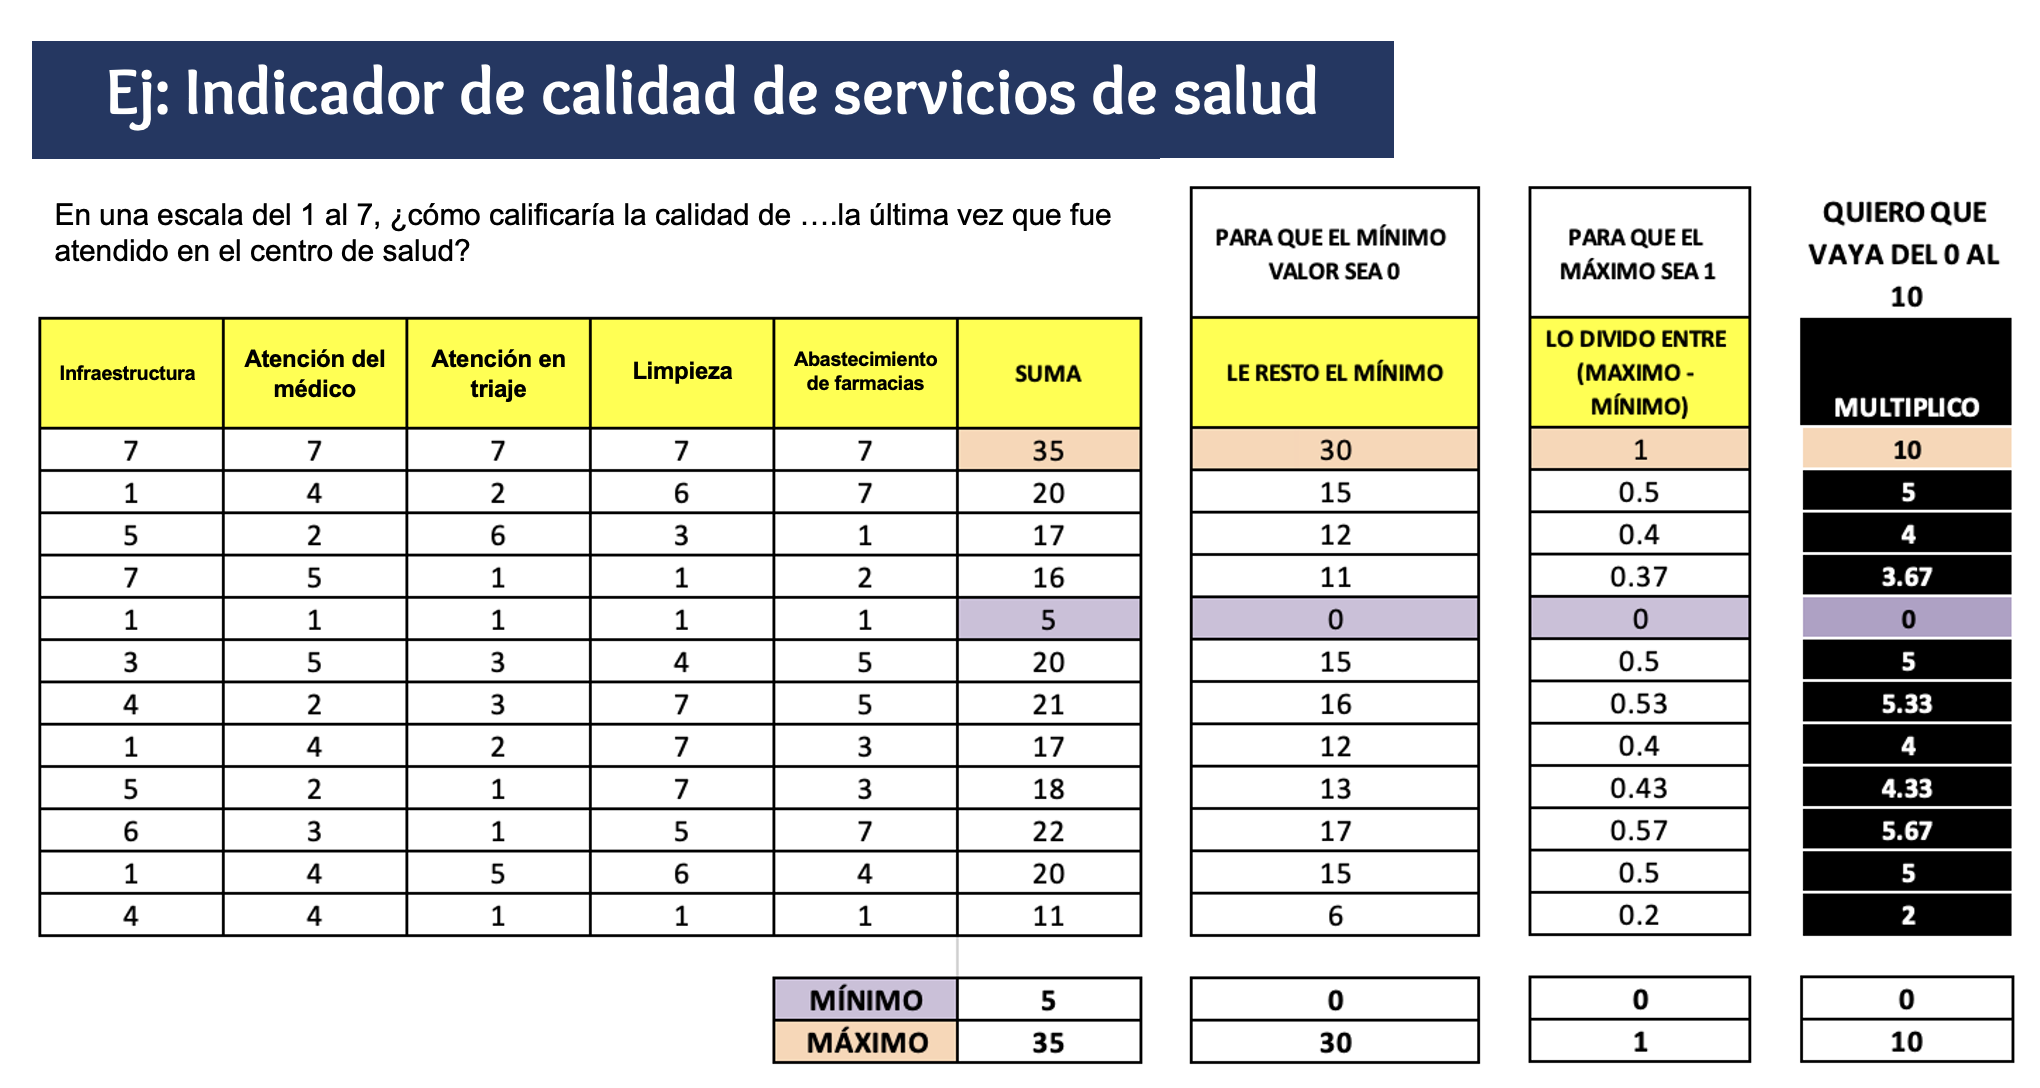 Ej: Indicador de calidad de servicios de salud
En una escala del 1 al 7, ¿cómo calificaría la calidad de ....la última vez que fue
atendido en el centro de salud?
PARA QUE EL MÍNIMO
VALOR SEA 0
PARA QUE EL
MÁXIMO SEA 1
QUIERO QUE
VAYA DEL 0 AL
10
Infraestructura
Atención del
médico
Atención en
triaje
Limpieza
Abastecimiento
de farmacias
SUMA
LE RESTO EL MÍNIMO
LO DIVIDO ENTRE
(MAXIMO -
MÍNIMO)
MULTIPLICO
7 7 7 7 7 35 30 1 10
1 4 2 6 7 20 15 0.5 5
5 2 6 3 1 17 12 0.4 4
7 5 1 1 2 16 11 0.37 3.67
1 1 1 1 1 5 0 0 0
3 5 3 4 5 20 15 0.5 5
4 2 3 7 5 21 16 0.53 5.33
1 4 2 7 3 17 12 0.4 4
5 2 1 7 3 18 13 0.43 4.33
6 3 1 5 7 22 17 0.57 5.67
1 4 5 6 4 20 15 0.5 5
4 4 1 1 1 11 6 0.2 2
MÍNIMO 5 0 0 0
MÁXIMO 35 30 1 10